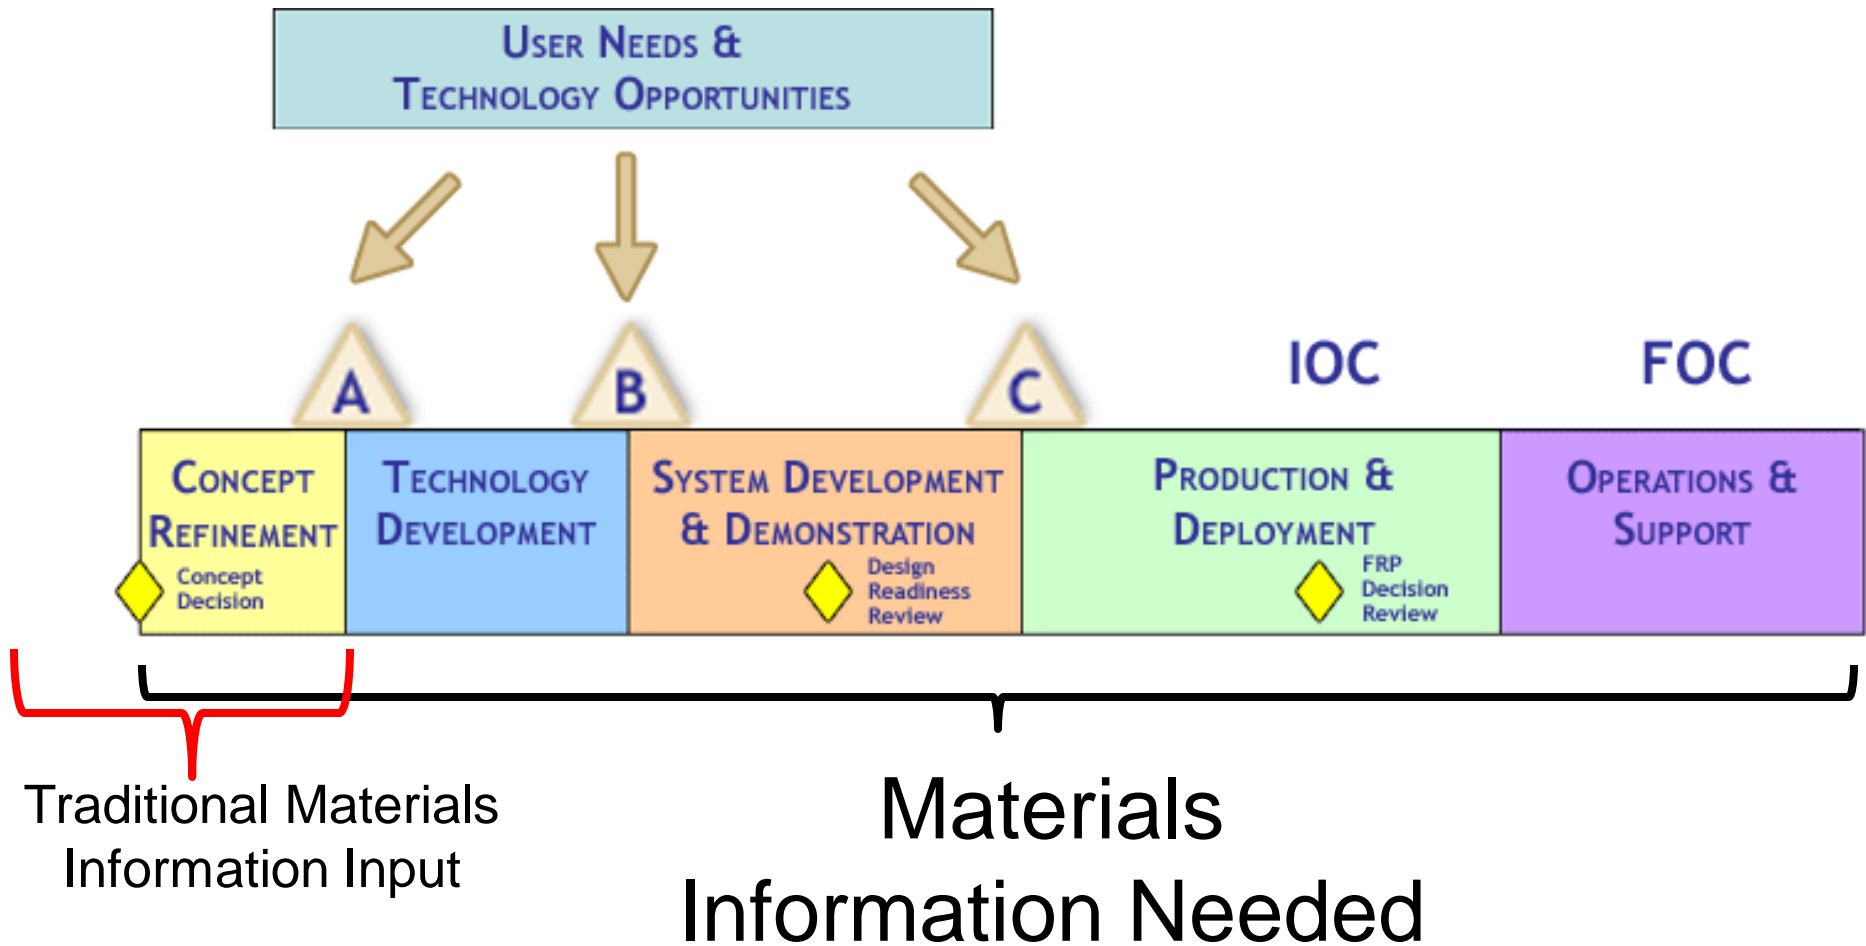 USER NEEDS &
TECHNOLOGY OPPORTUNITIES
A
B
C
IOC
FOC
CONCEPT
REFINEMENT
Concept
Decision
TECHNOLOGY
DEVELOPMENT
SYSTEM DEVELOPMENT
& DEMONSTRATION
Design
Readiness
Review
PRODUCTION &
DEPLOYMENT
FRP
Decision
Review
OPERATIONS &
SUPPORT
Traditional Materials
Information Input
Materials
Information Needed